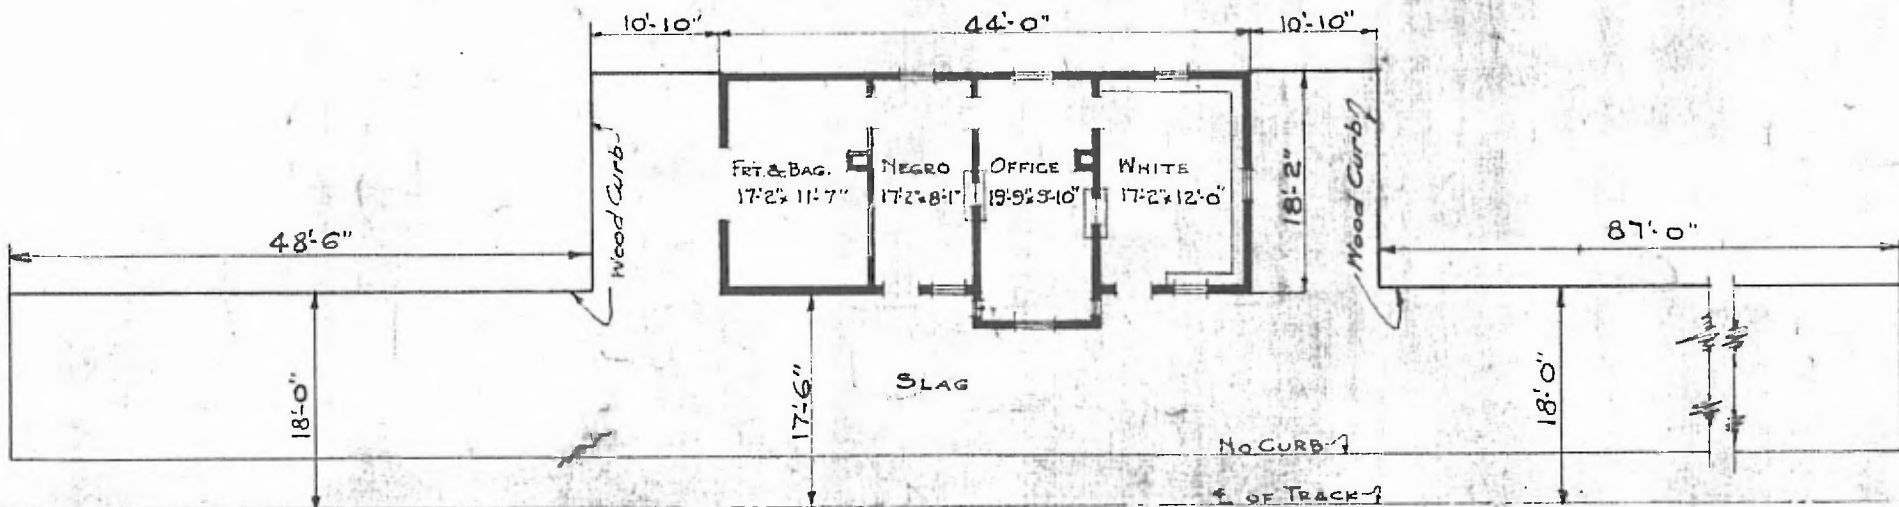 10'-10"
44'-0"
10'-10"
Wood Curb
FRT. & BAG.
17'-2" x 11'-7"
NEGRO
17'-2" x 8'-1"
OFFICE
19'-9" x 9'-10"
WHITE
17'-2" x 12'-0"
18'-2"
Wood Curb
48'-6"
87'-0"
18'-0"
17'-6"
SLAG
18'-0"
NO CURB
℄ OF TRACK